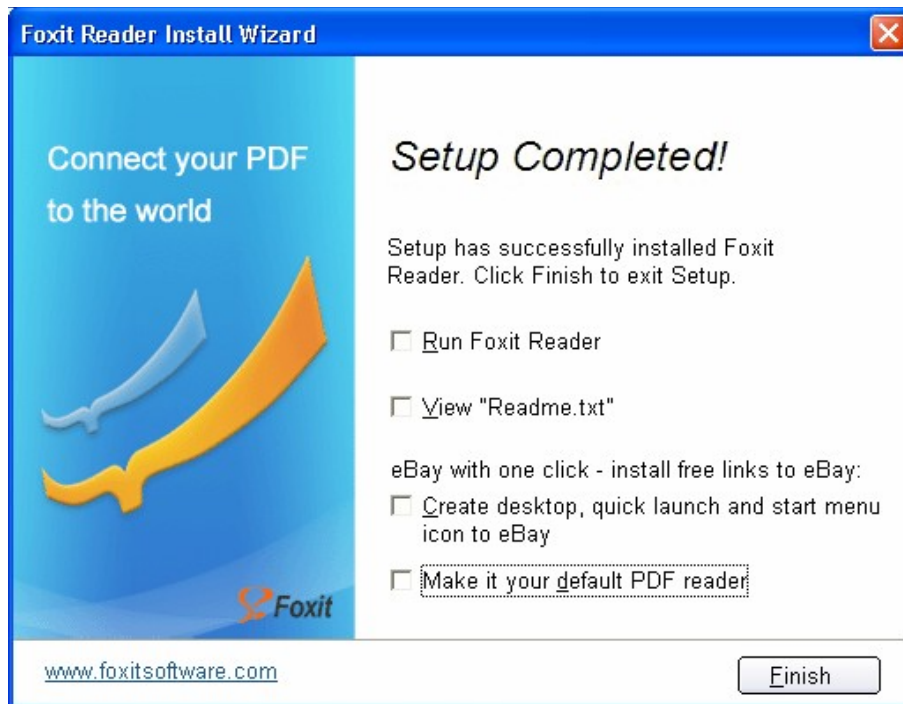 Foxit Reader Install Wizard
Connect your PDF
to the world
Setup Completed!
Setup has successfully installed Foxit
Reader. Click Finish to exit Setup.
Run Foxit Reader
View "Readme.txt"
eBay with one click - install free links to eBay:
Create desktop, quick launch and start menu
icon to eBay
Make it your default PDF reader
Foxit
www.foxitsoftware.com
Finish